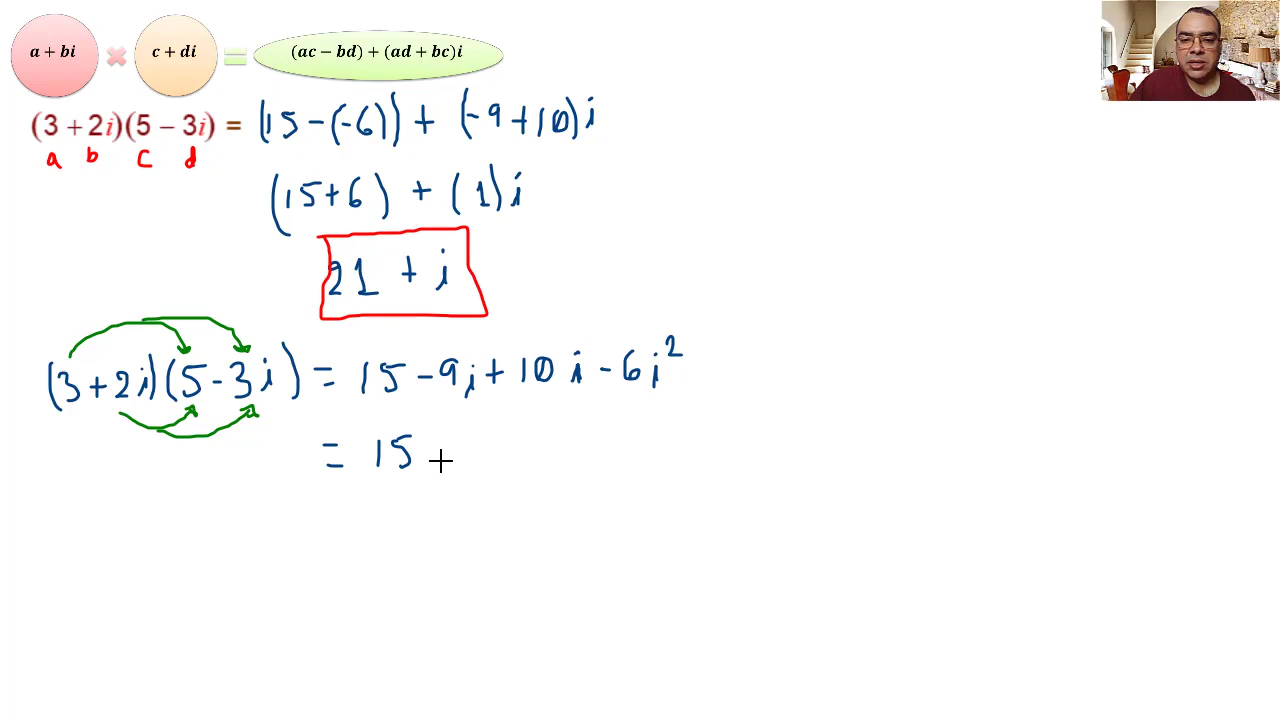 a + bi × c + di = (ac − bd) + (ad + bc)i
(3 + 2i)(5 − 3i) = (15 -(-6)) + (-9+10)i
a b c d
(15+6) + (1)i
21 + i
(3 + 2i)(5 - 3i) = 15 - 9i + 10i - 6i²
= 15